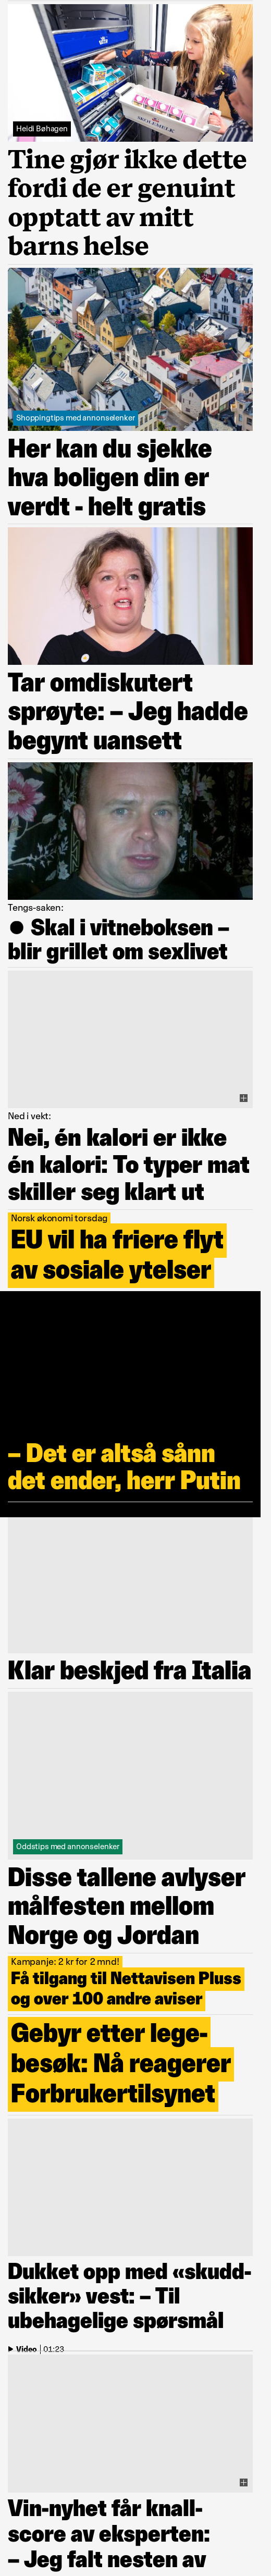 Heidi Bøhagen
Tine gjør ikke dette
fordi de er genuint
opptatt av mitt
barns helse
Shoppingtips med annonselenker
Her kan du sjekke
hva boligen din er
verdt - helt gratis
Tar omdiskutert
sprøyte: – Jeg hadde
begynt uansett
Tengs-saken:
● Skal i vitneboksen –
blir grillet om sexlivet
Ned i vekt:
Nei, én kalori er ikke
én kalori: To typer mat
skiller seg klart ut
Norsk økonomi torsdag
EU vil ha friere flyt
av sosiale ytelser
– Det er altså sånn
det ender, herr Putin
Klar beskjed fra Italia
Oddstips med annonselenker
Disse tallene avlyser
målfesten mellom
Norge og Jordan
Kampanje: 2 kr for 2 mnd!
Få tilgang til Nettavisen Pluss
og over 100 andre aviser
Gebyr etter lege-
besøk: Nå reagerer
Forbrukertilsynet
Dukket opp med «skudd-
sikker» vest: – Til
ubehagelige spørsmål
Video | 01:23
Vin-nyhet får knall-
score av eksperten:
– Jeg falt nesten av